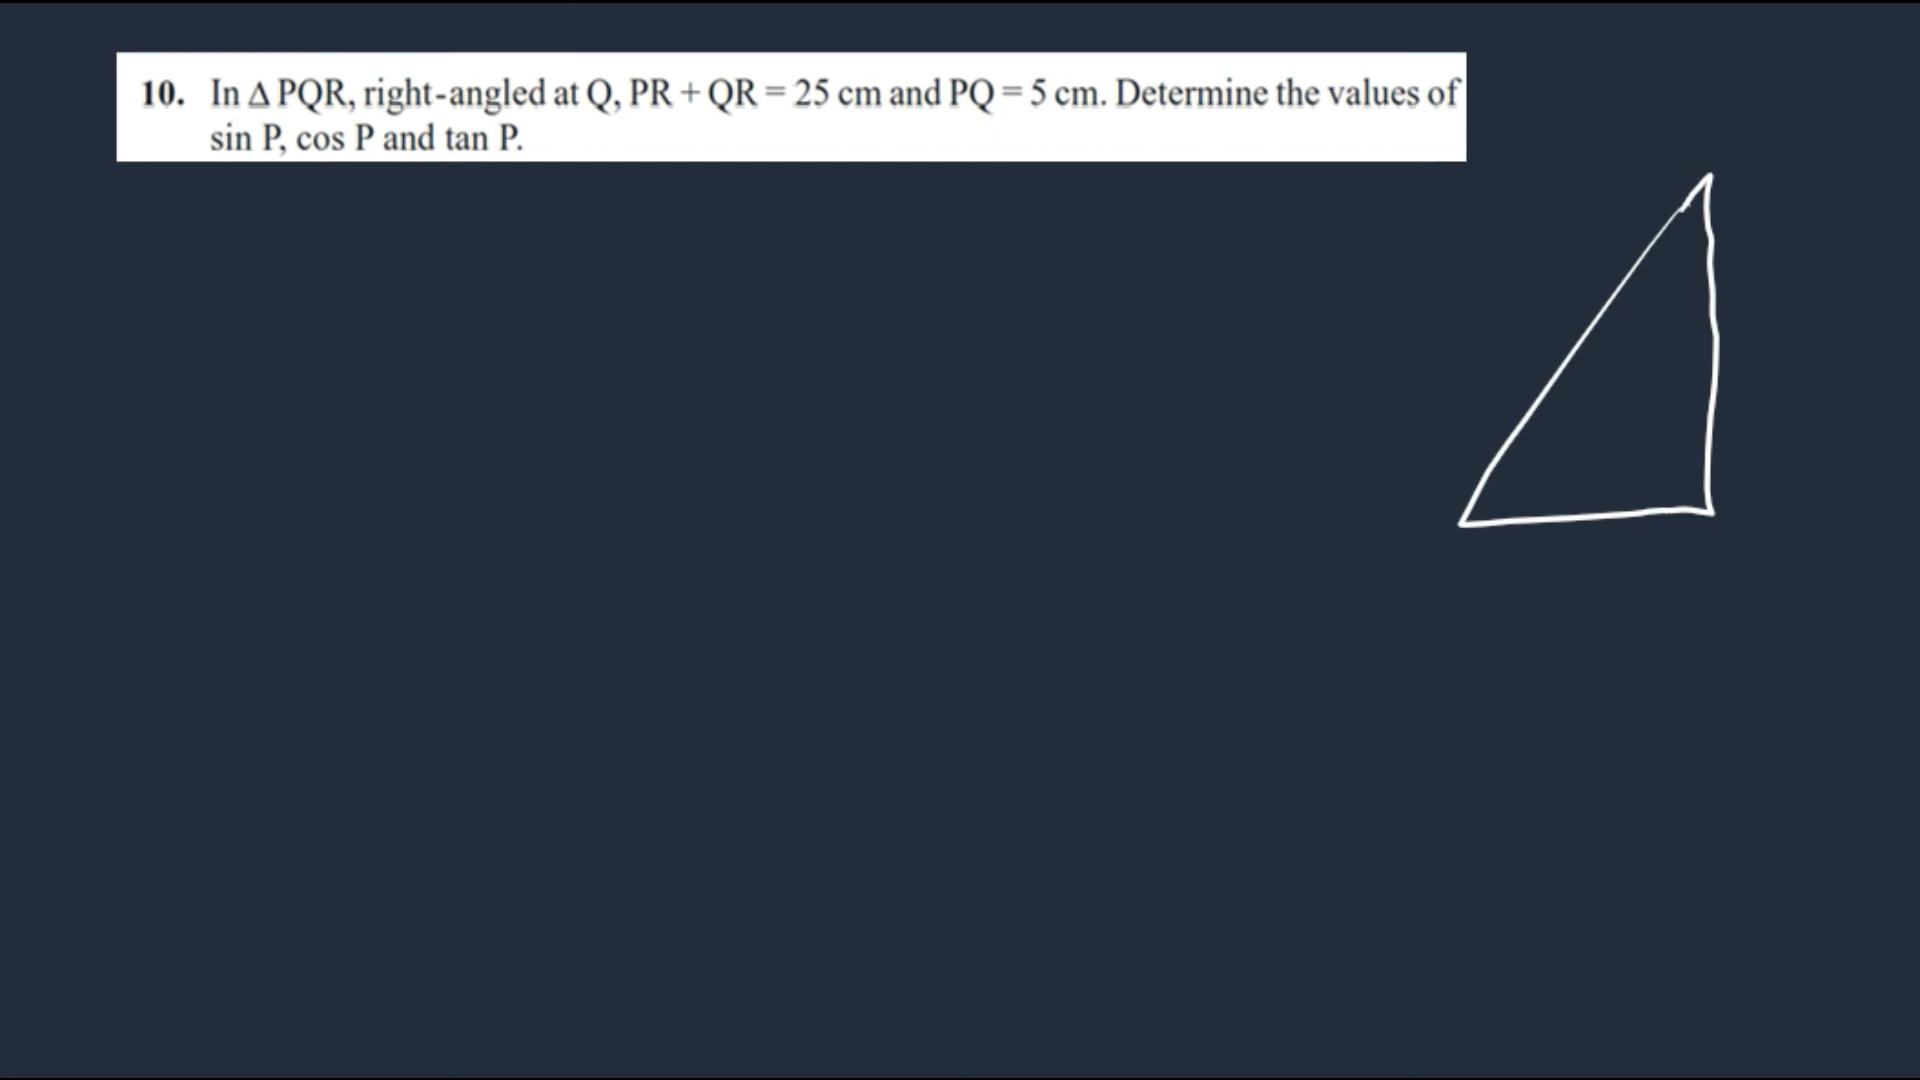 10. In Δ PQR, right-angled at Q, PR + QR = 25 cm and PQ = 5 cm. Determine the values of
sin P, cos P and tan P.